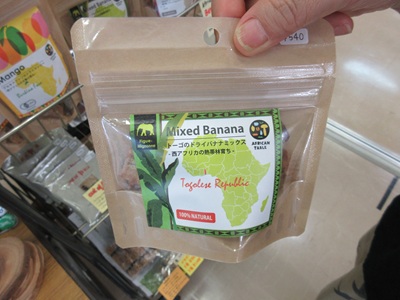 ¥540
Mixed Banana
トーゴのドライバナナミックス
- 西アフリカの熱帯林育ち -
AFRICAN TABLE
Togolese Republic
100% NATURAL
Mango